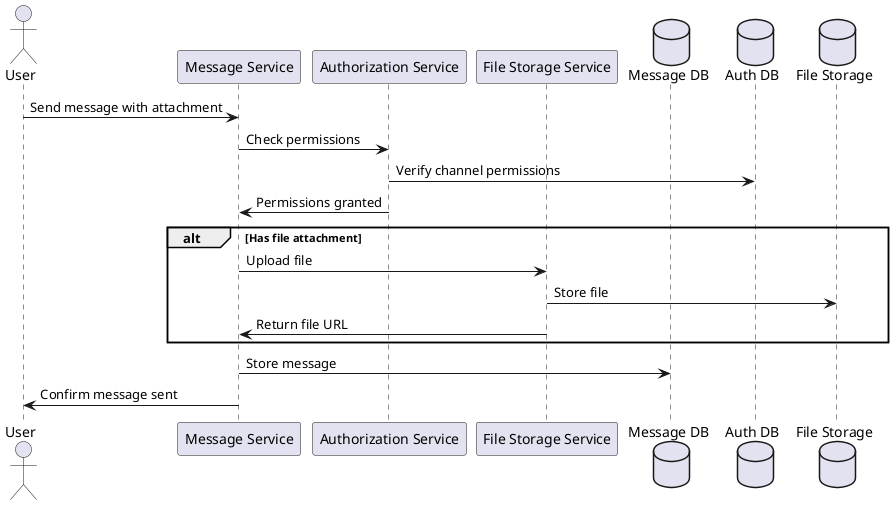 User
Message Service
Authorization Service
File Storage Service
Message DB
Auth DB
File Storage
Send message with attachment
Check permissions
Verify channel permissions
Permissions granted
alt
[Has file attachment]
Upload file
Store file
Return file URL
Store message
Confirm message sent
User
Message Service
Authorization Service
File Storage Service
Message DB
Auth DB
File Storage